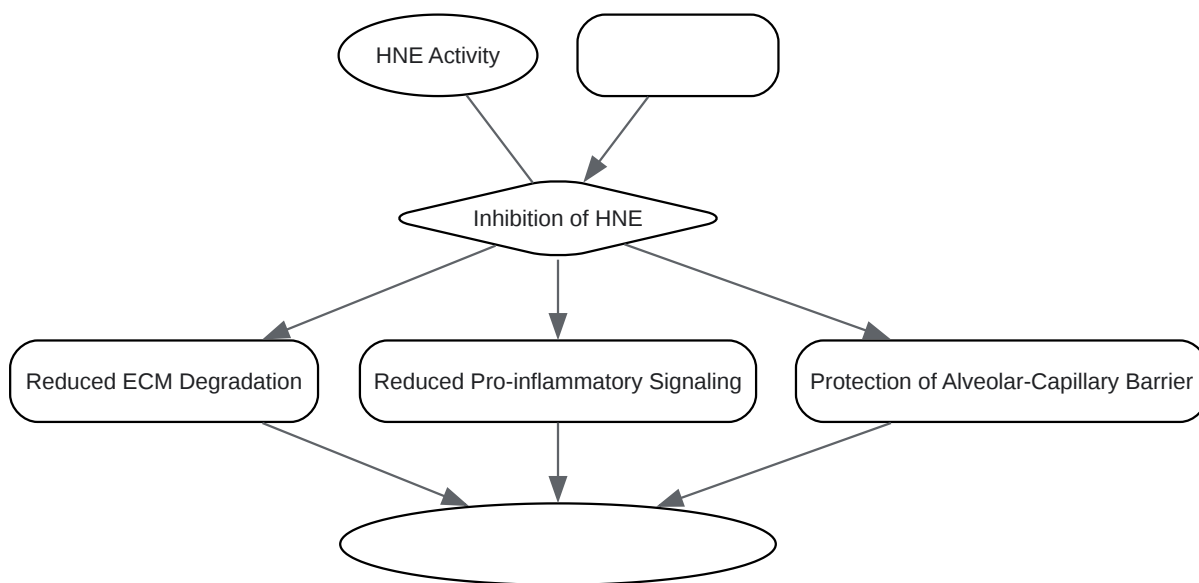 HNE Activity
Inhibition of HNE
Reduced ECM Degradation
Reduced Pro-inflammatory Signaling
Protection of Alveolar-Capillary Barrier